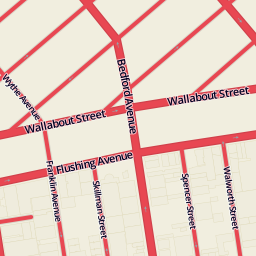 Wythe Avenue
Bedford Avenue
Wallabout Street
Wallabout Street
Flushing Avenue
Franklin Avenue
Skillman Street
Spencer Street
Walworth Street